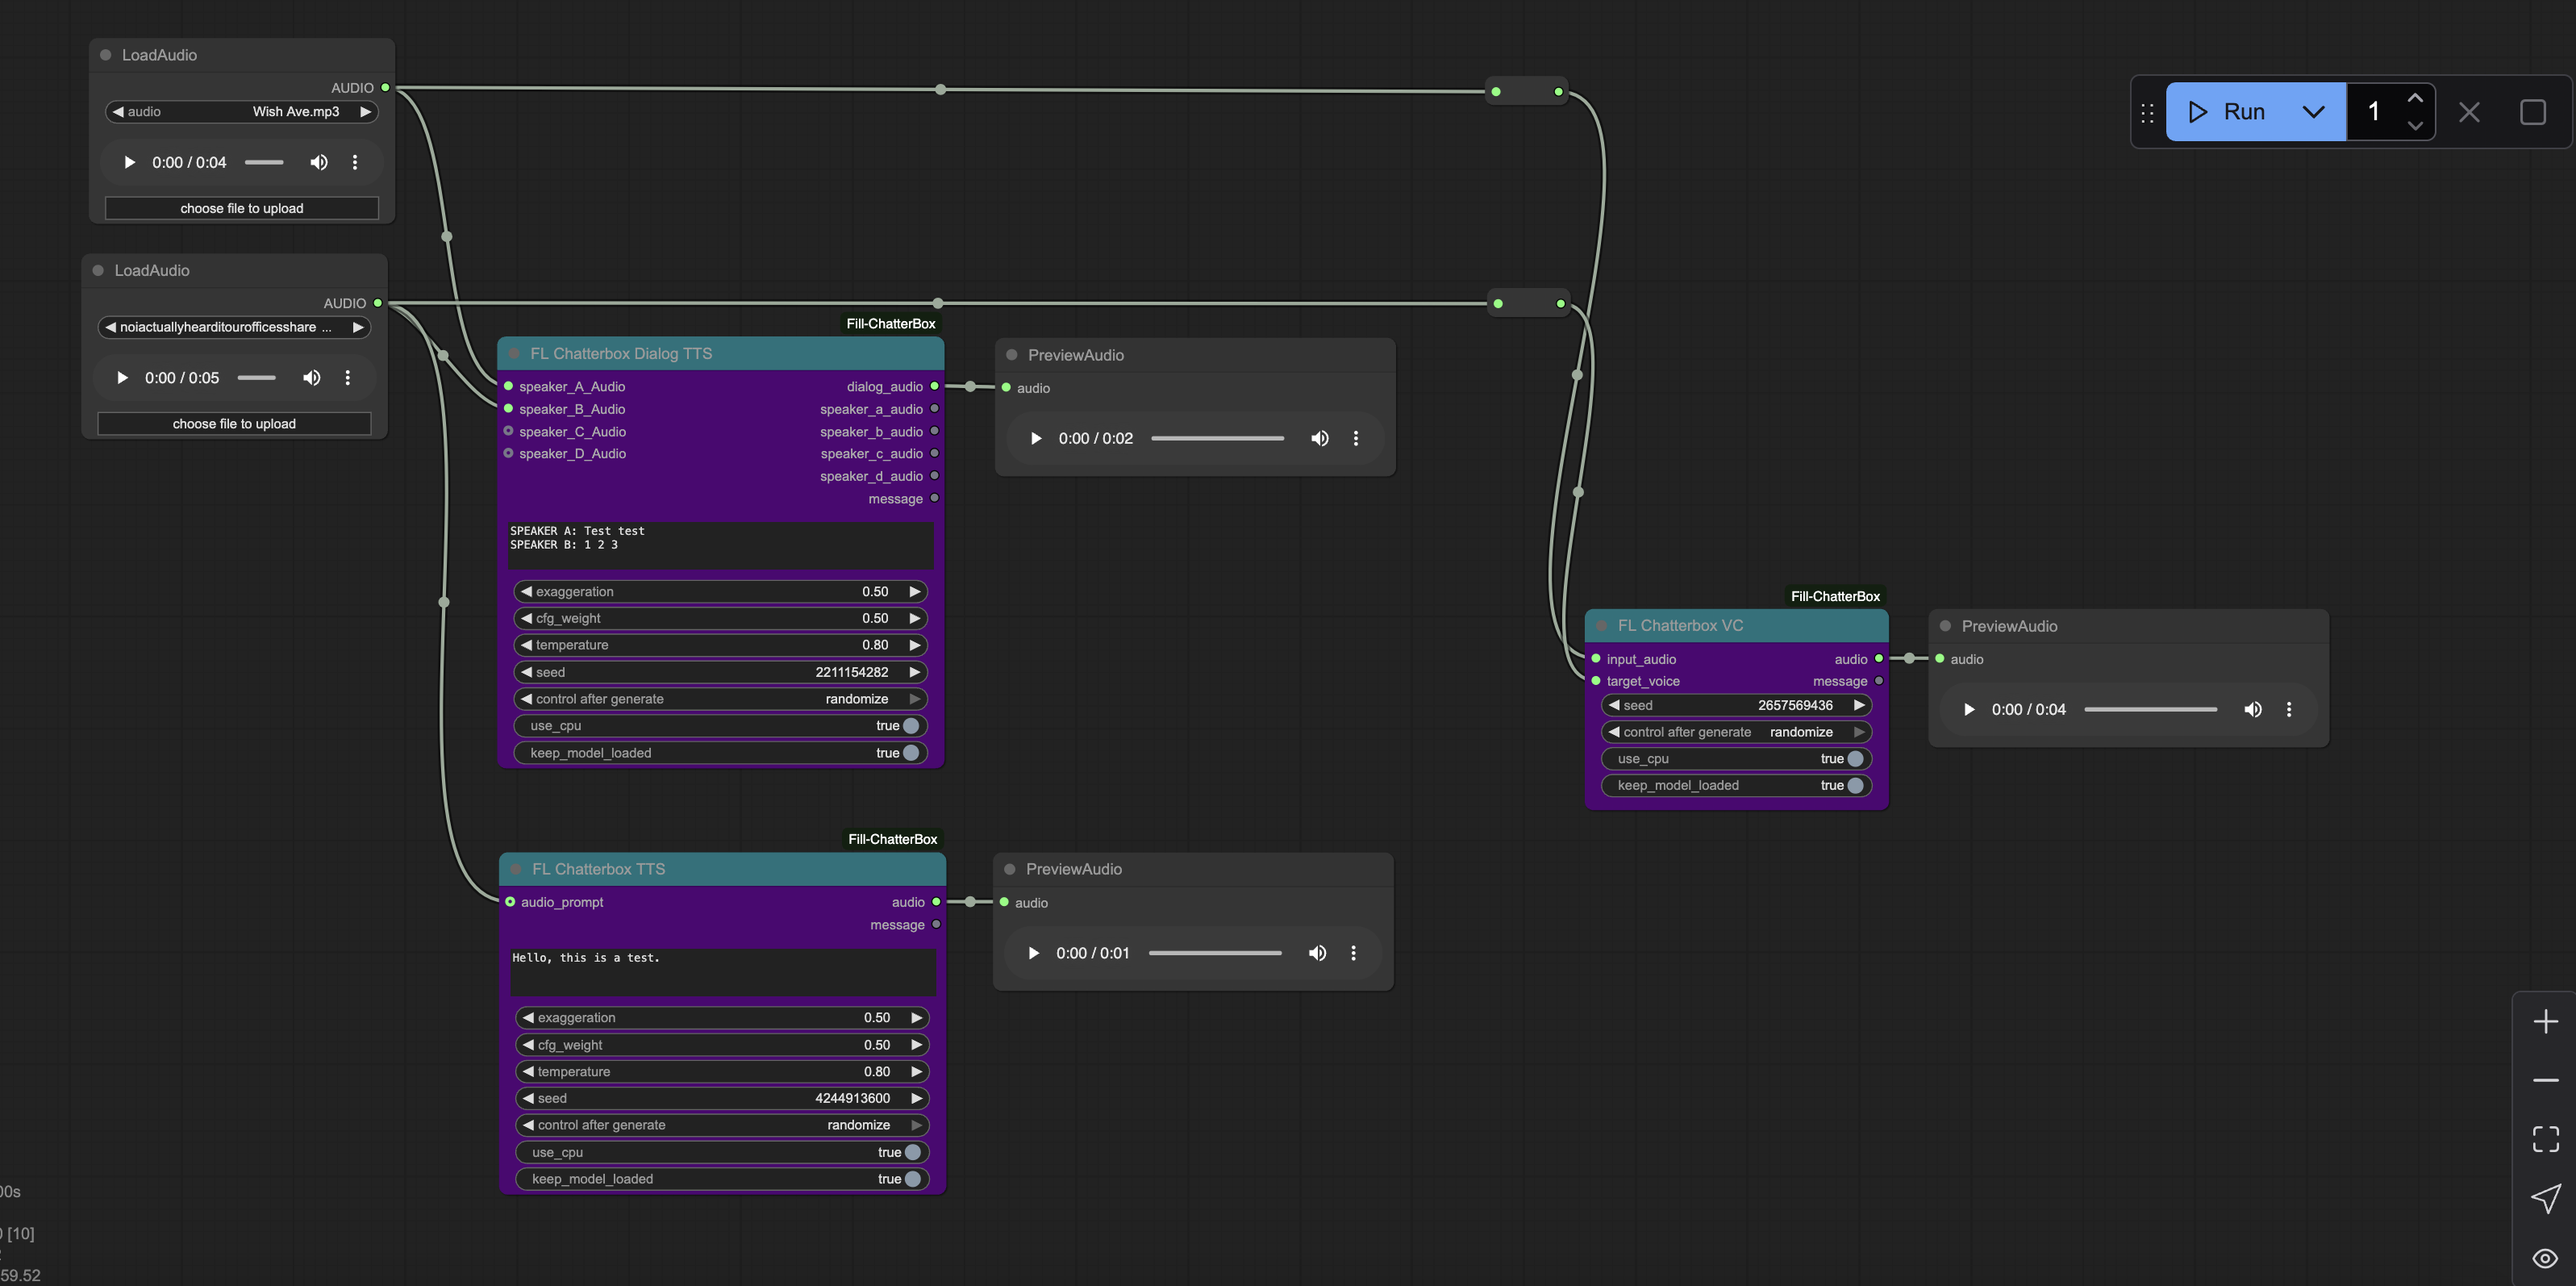 LoadAudio
AUDIO
audio Wish Ave.mp3
0:00 / 0:04
choose file to upload
LoadAudio
AUDIO
noiactuallyhearditourofficesshare ...
0:00 / 0:05
choose file to upload
Run 1
Fill-ChatterBox
FL Chatterbox Dialog TTS
speaker_A_Audio dialog_audio
speaker_B_Audio speaker_a_audio
speaker_C_Audio speaker_b_audio
speaker_D_Audio speaker_c_audio
speaker_d_audio
message
SPEAKER A: Test test
SPEAKER B: 1 2 3
exaggeration 0.50
cfg_weight 0.50
temperature 0.80
seed 2211154282
control after generate randomize
use_cpu true
keep_model_loaded true
PreviewAudio
audio
0:00 / 0:02
Fill-ChatterBox
FL Chatterbox VC
input_audio audio
target_voice message
seed 2657569436
control after generate randomize
use_cpu true
keep_model_loaded true
PreviewAudio
audio
0:00 / 0:04
Fill-ChatterBox
FL Chatterbox TTS
audio_prompt audio
message
Hello, this is a test.
exaggeration 0.50
cfg_weight 0.50
temperature 0.80
seed 4244913600
control after generate randomize
use_cpu true
keep_model_loaded true
PreviewAudio
audio
0:00 / 0:01
00s
[10]
59.52